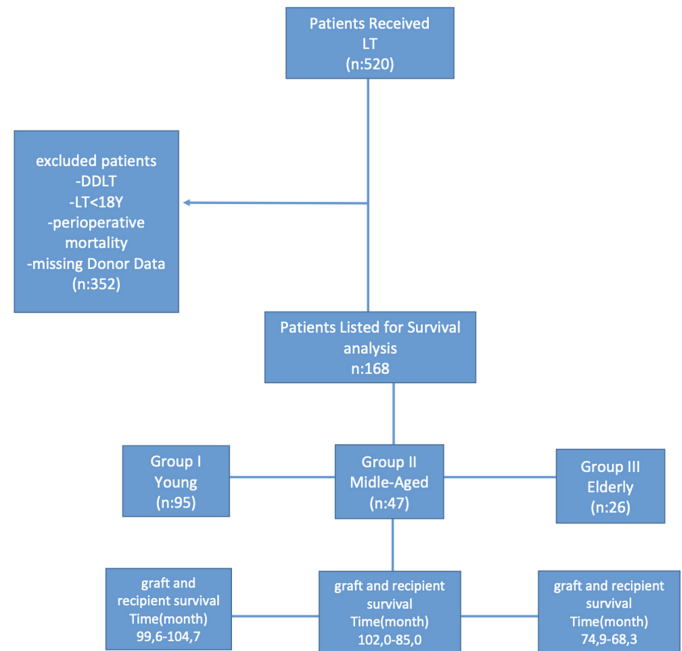 Patients Received
LT
(n:520)
excluded patients
-DDLT
-LT<18Y
-perioperative
mortality
-missing Donor Data
(n:352)
Patients Listed for Survival
analysis
n:168
Group I
Young
(n:95)
Group II
Midle-Aged
(n:47)
Group III
Elderly
(n:26)
graft and
recipient survival
Time(month)
99,6-104,7
graft and recipient
survival
Time(month)
102,0-85,0
graft and recipient
survival
Time(month)
74,9-68,3